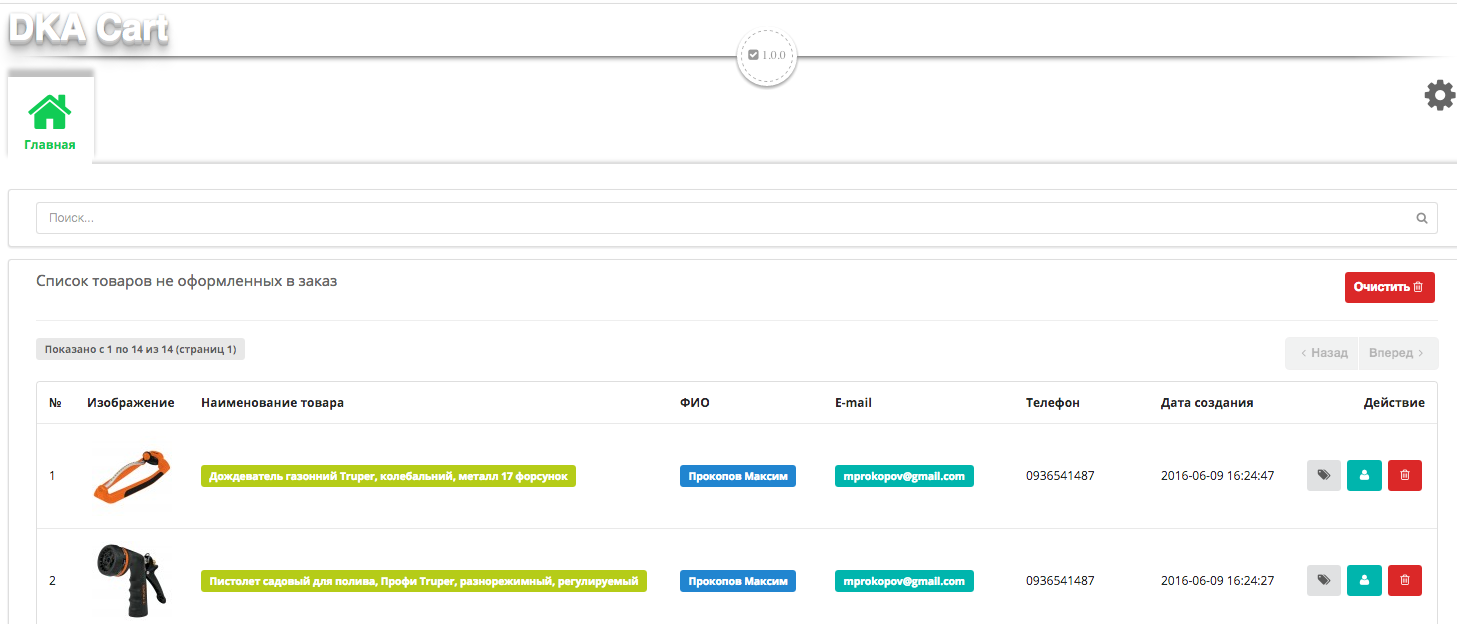 DKA Cart
1.0.0
Главная
Поиск...
Список товаров не оформленных в заказ
Очистить
Показано с 1 по 14 из 14 (страниц 1)
Назад Вперед
№ Изображение Наименование товара ФИО E-mail Телефон Дата создания Действие
1 Дождеватель газонний Truper, колебальний, металл 17 форсунок Прокопов Максим mprokopov@gmail.com 0936541487 2016-06-09 16:24:47
2 Пистолет садовый для полива, Профи Truper, разнорежимный, регулируемый Прокопов Максим mprokopov@gmail.com 0936541487 2016-06-09 16:24:27